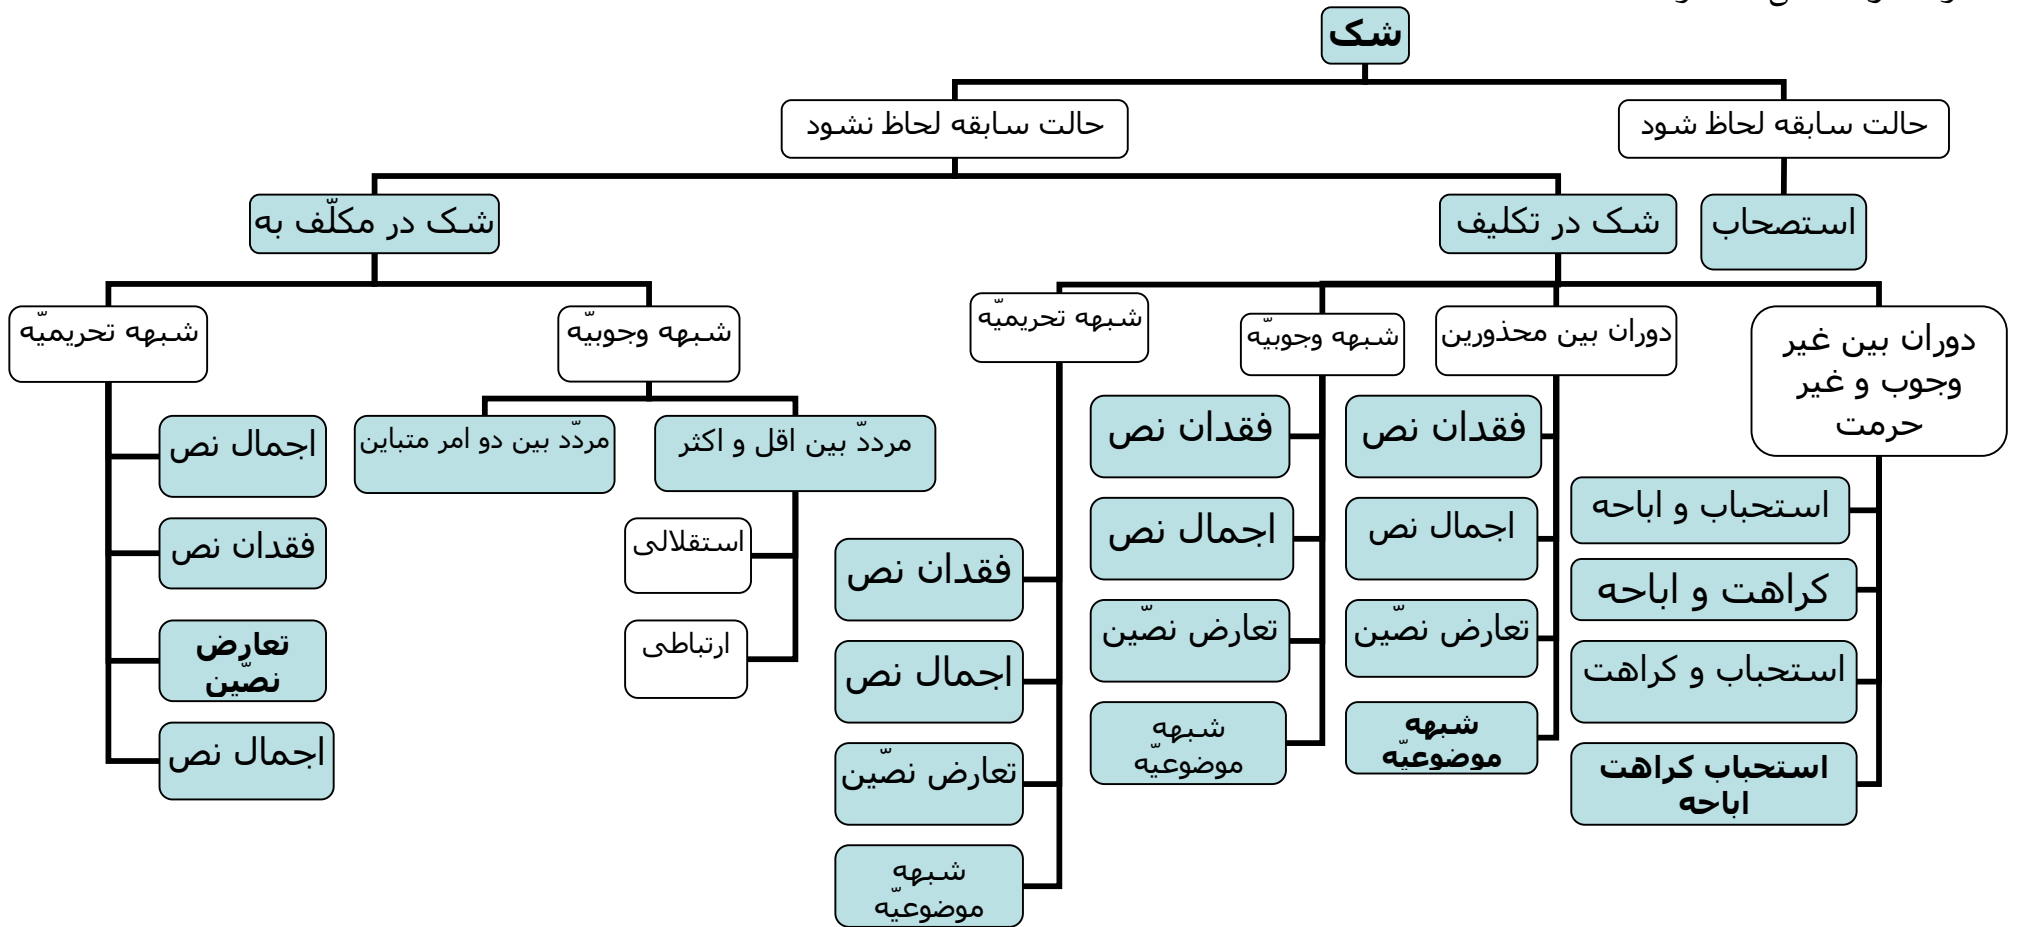 شک
حالت سابقه لحاظ شود
حالت سابقه لحاظ نشود
استصحاب
شک در تکلیف
شک در مکلّف به
دوران بین غیر
وجوب و غیر
حرمت
دوران بین محذورین
شبهه وجوبیّه
شبهه تحریمیّه
شبهه وجوبیّه
شبهه تحریمیّه
استحباب و اباحه
کراهت و اباحه
استحباب و کراهت
استحباب کراهت
اباحه
فقدان نص
اجمال نص
تعارض نصّین
شبهه
موضوعیّه
فقدان نص
اجمال نص
تعارض نصّین
شبهه
موضوعیّه
فقدان نص
اجمال نص
تعارض نصّین
شبهه
موضوعیّه
مرددّ بین اقل و اکثر
استقلالی
ارتباطی
مردّد بین دو امر متباین
اجمال نص
فقدان نص
تعارض
نصّین
اجمال نص